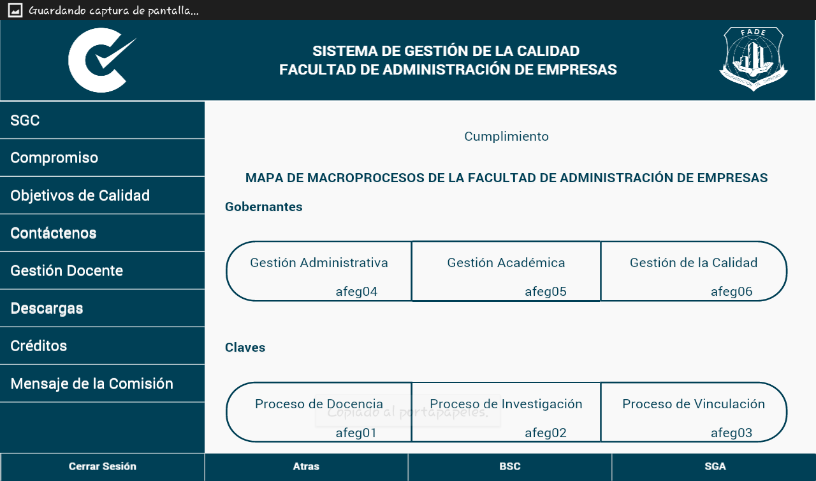 Guardando captura de pantalla...
SISTEMA DE GESTIÓN DE LA CALIDAD
FACULTAD DE ADMINISTRACIÓN DE EMPRESAS
FADE
SGC
Compromiso
Objetivos de Calidad
Contáctenos
Gestión Docente
Descargas
Créditos
Mensaje de la Comisión
Cumplimiento
MAPA DE MACROPROCESOS DE LA FACULTAD DE ADMINISTRACIÓN DE EMPRESAS
Gobernantes
Gestión Administrativa
afeg04
Gestión Académica
afeg05
Gestión de la Calidad
afeg06
Claves
Proceso de Docencia
afeg01
Proceso de Investigación
afeg02
Proceso de Vinculación
afeg03
Copiado al portapapeles.
Cerrar Sesión
Atras
BSC
SGA